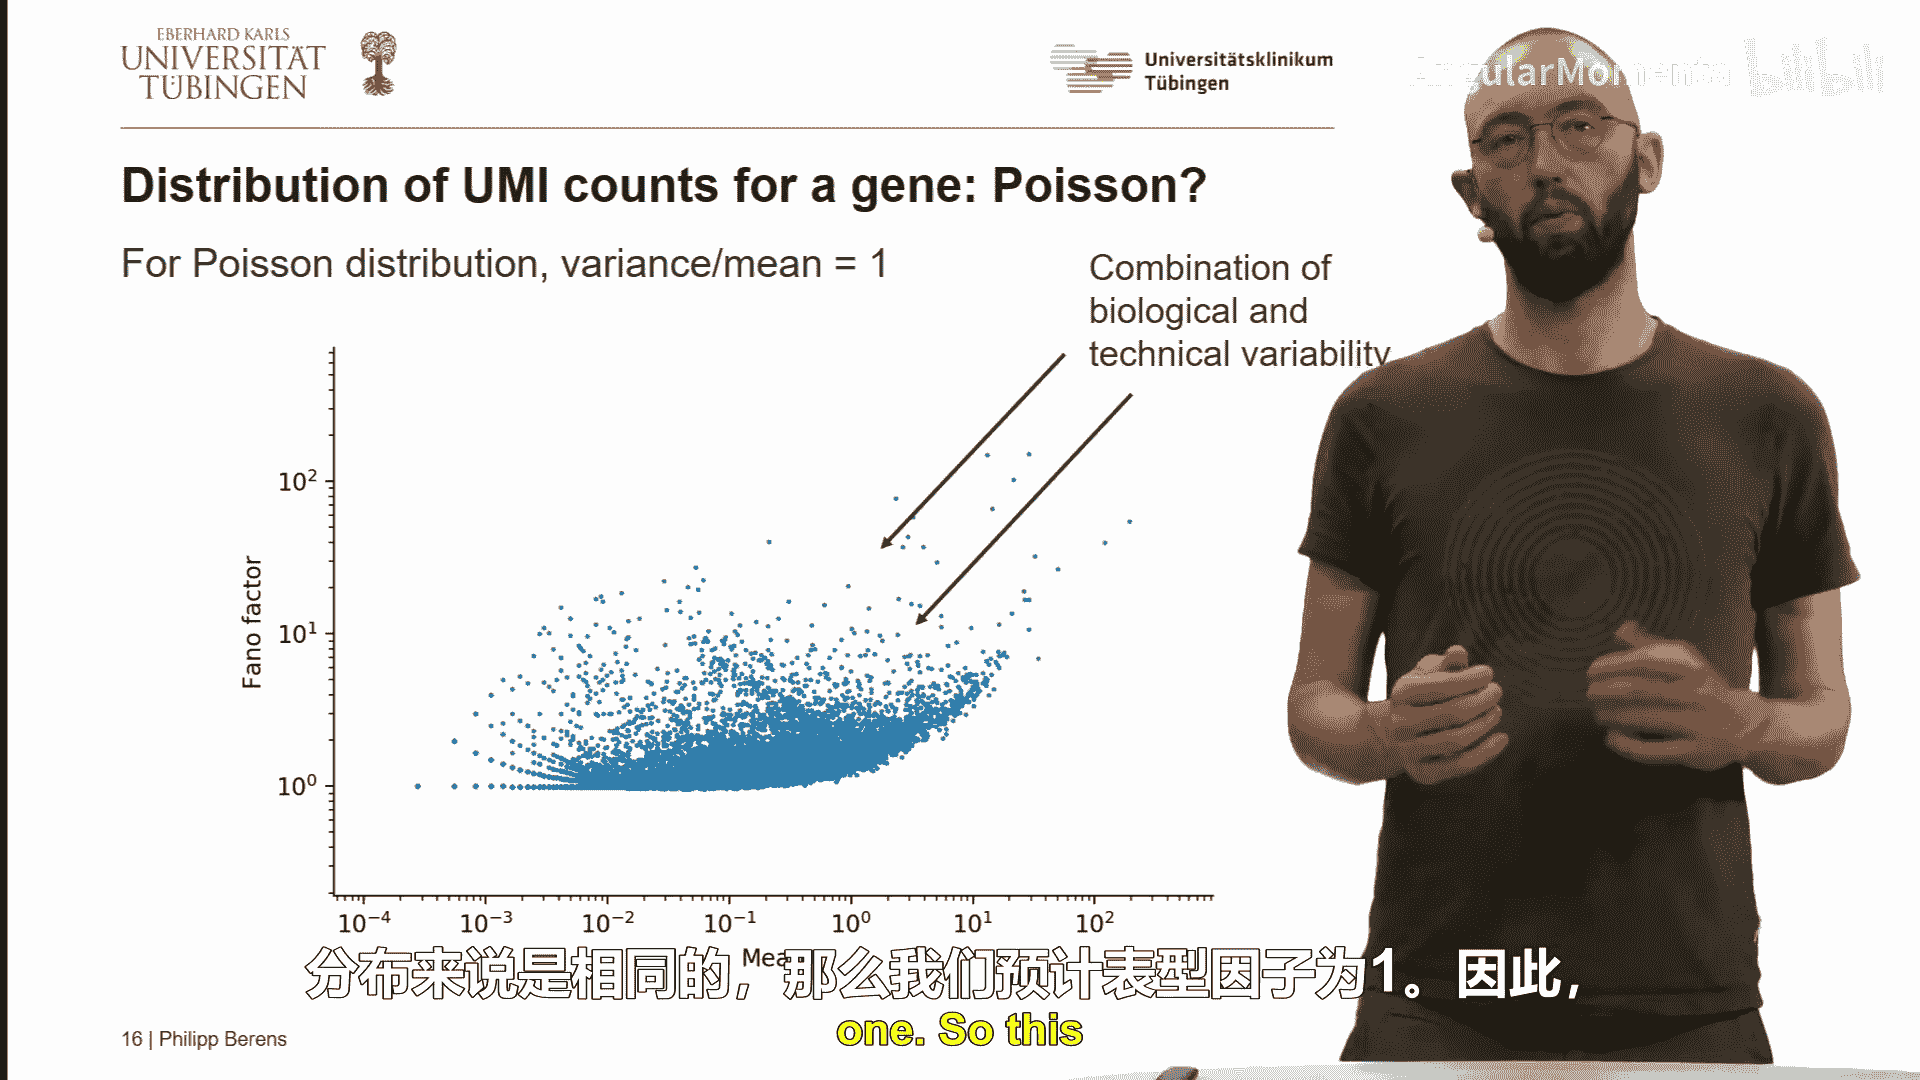 EBERHARD KARLS
UNIVERSITÄT
TÜBINGEN
Universitätsklinikum
Tübingen
AngularMomenta bilibili
Distribution of UMI counts for a gene: Poisson?
For Poisson distribution, variance/mean = 1
Combination of
biological and
technical variability
10²
10¹
10⁰
Fano factor
10⁻⁴ 10⁻³ 10⁻² 10⁻¹ 10⁰ 10¹ 10²
分布来说是相同的，那么我们预计表型因子为1。因此，
one. So this
16 | Philipp Berens